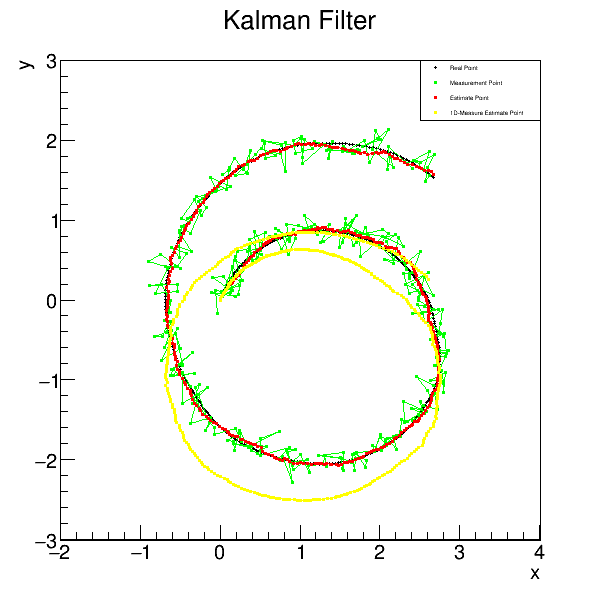 Kalman Filter
y
Real Point
Measurement Point
Estimate Point
1D-Measure Estimate Point
3
2
1
0
−1
−2
−3
−2 −1 0 1 2 3 4
x